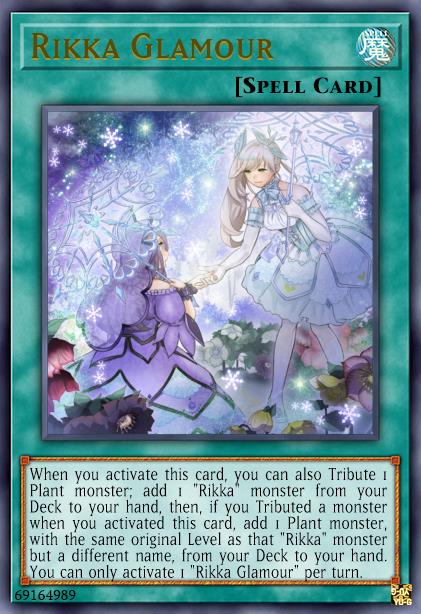 Rikka Glamour
SPELL
魔
[Spell Card]
When you activate this card, you can also Tribute 1
Plant monster; add 1 "Rikka" monster from your
Deck to your hand, then, if you Tributed a monster
when you activated this card, add 1 Plant monster,
with the same original Level as that "Rikka" monster
but a different name, from your Deck to your hand.
You can only activate 1 "Rikka Glamour" per turn.
69164989